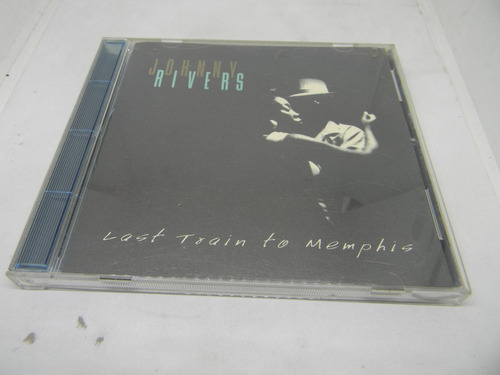 JOHNNY
RIVERS
Last Train to Memphis